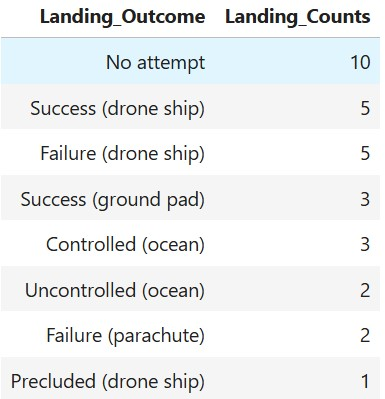 Landing_Outcome Landing_Counts
No attempt 10
Success (drone ship) 5
Failure (drone ship) 5
Success (ground pad) 3
Controlled (ocean) 3
Uncontrolled (ocean) 2
Failure (parachute) 2
Precluded (drone ship) 1